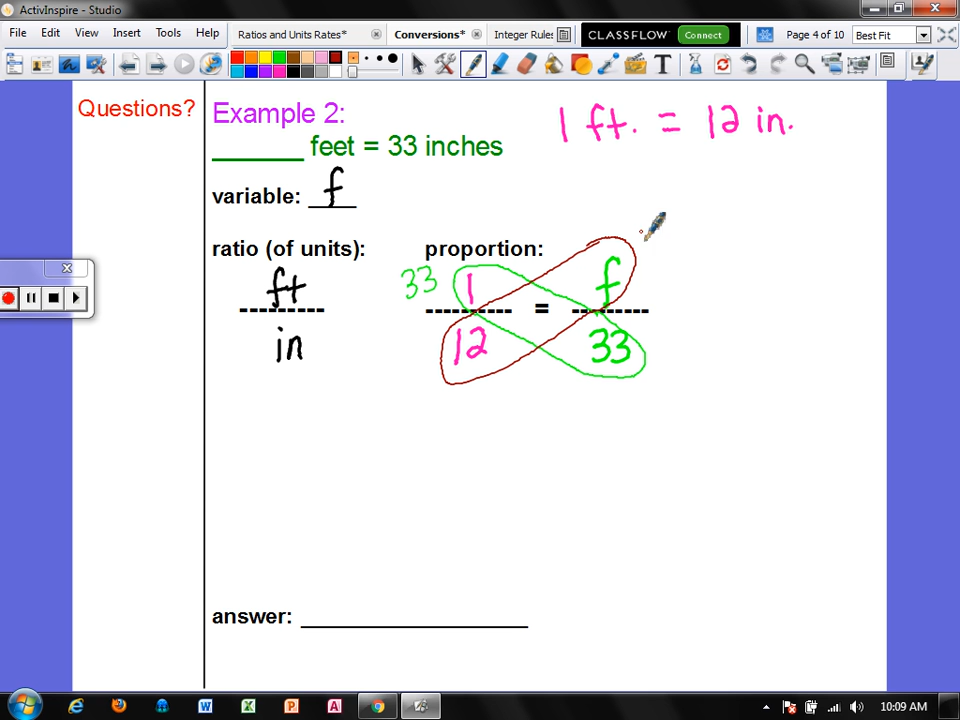 ActivInspire - Studio
File Edit View Insert Tools Help
Ratios and Units Rates* Conversions* Integer Rules CLASSFLOW Connect Page 4 of 10 Best Fit
Questions?
Example 2:
1 ft. = 12 in.
______ feet = 33 inches
variable: f
ratio (of units): proportion:
ft 33 1 f
---------- ---------- = ---------
in 12 33
answer: ______
10:09 AM